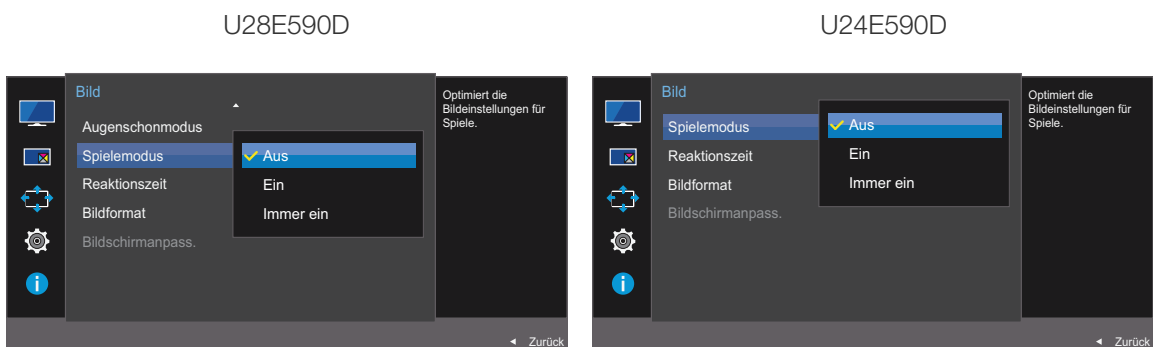 U28E590D
Bild
Augenschonmodus
Spielemodus
Reaktionszeit
Bildformat
Bildschirmanpass.
Aus
Ein
Immer ein
Optimiert die
Bildeinstellungen für
Spiele.
Zurück
U24E590D
Bild
Spielemodus
Reaktionszeit
Bildformat
Bildschirmanpass.
Aus
Ein
Immer ein
Optimiert die
Bildeinstellungen für
Spiele.
Zurück